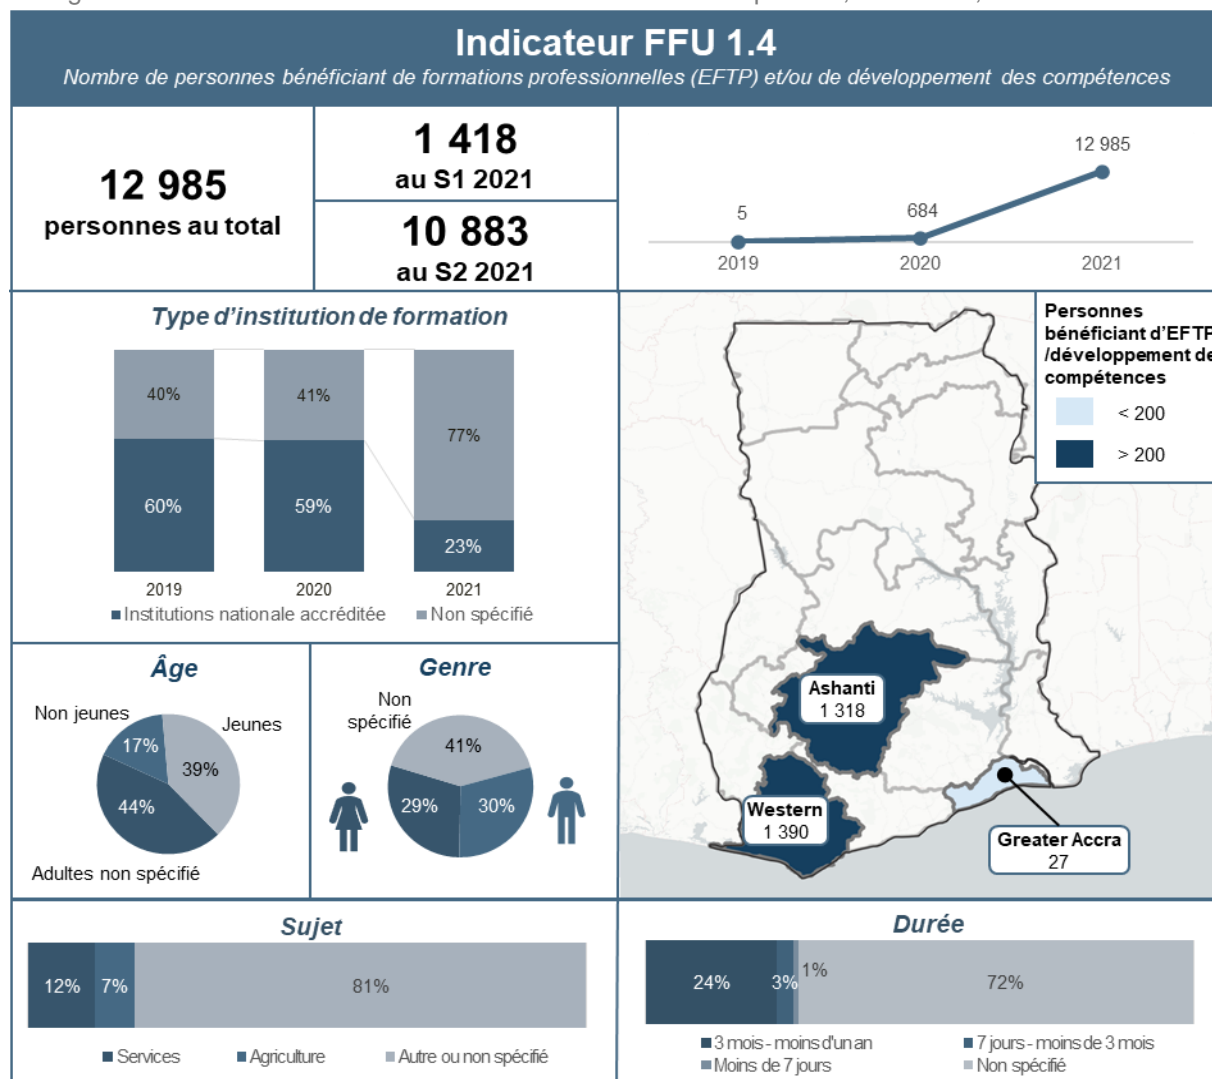 Indicateur FFU 1.4
Nombre de personnes bénéficiant de formations professionnelles (EFTP) et/ou de développement des compétences
12 985
personnes au total
1 418
au S1 2021
10 883
au S2 2021
12 985
684
5
2019
2020
2021
Type d'institution de formation
40%
41%
77%
60%
59%
23%
2019
2020
2021
Institutions nationale accréditée
Non spécifié
Personnes
bénéficiant d'EFTP
/développement de
compétences
< 200
> 200
Ashanti
1 318
Western
1 390
Greater Accra
27
Âge
Non jeunes
Jeunes
17%
39%
44%
Adultes non spécifié
Genre
Non
spécifié
41%
29%
30%
Sujet
12%
7%
81%
Services
Agriculture
Autre ou non spécifié
Durée
24%
3%
1%
72%
3 mois - moins d'un an
7 jours - moins de 3 mois
Moins de 7 jours
Non spécifié